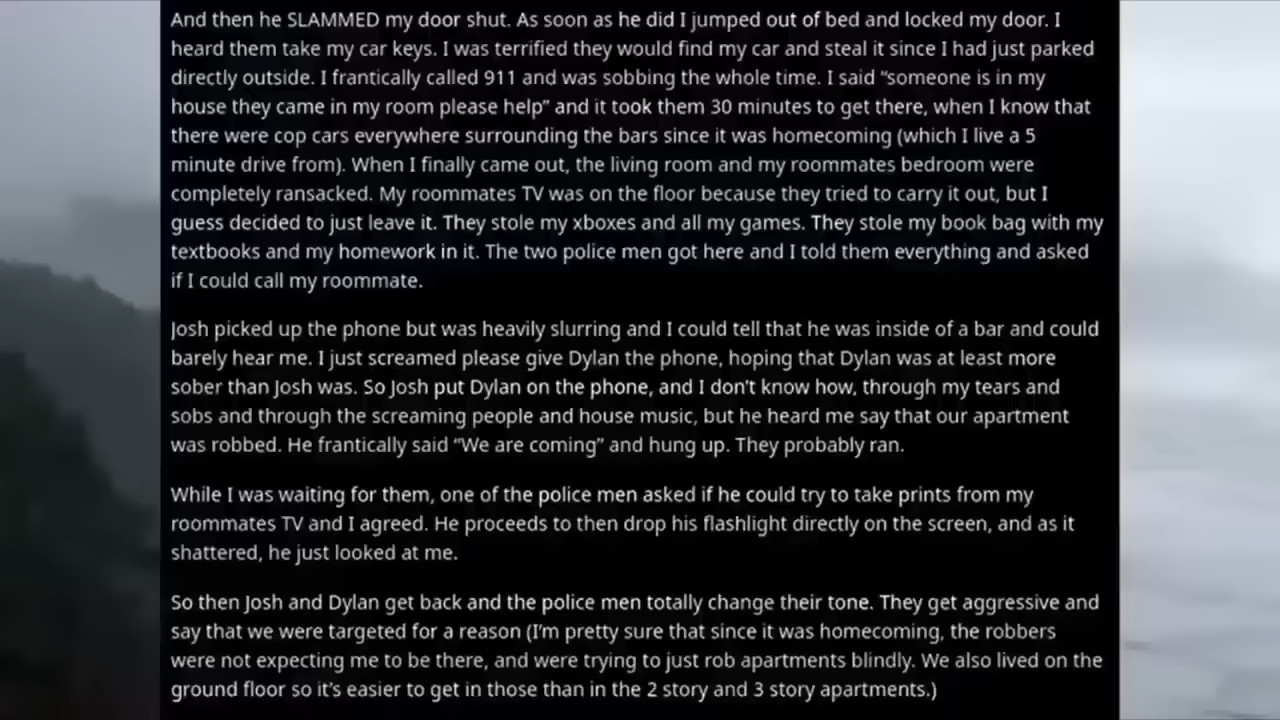 And then he SLAMMED my door shut. As soon as he did I jumped out of bed and locked my door. I
heard them take my car keys. I was terrified they would find my car and steal it since I had just parked
directly outside. I frantically called 911 and was sobbing the whole time. I said “someone is in my
house they came in my room please help” and it took them 30 minutes to get there, when I know that
there were cop cars everywhere surrounding the bars since it was homecoming (which I live a 5
minute drive from). When I finally came out, the living room and my roommates bedroom were
completely ransacked. My roommates TV was on the floor because they tried to carry it out, but I
guess decided to just leave it. They stole my xboxes and all my games. They stole my book bag with my
textbooks and my homework in it. The two police men got here and I told them everything and asked
if I could call my roommate.
Josh picked up the phone but was heavily slurring and I could tell that he was inside of a bar and could
barely hear me. I just screamed please give Dylan the phone, hoping that Dylan was at least more
sober than Josh was. So Josh put Dylan on the phone, and I don’t know how, through my tears and
sobs and through the screaming people and house music, but he heard me say that our apartment
was robbed. He frantically said “We are coming” and hung up. They probably ran.
While I was waiting for them, one of the police men asked if he could try to take prints from my
roommates TV and I agreed. He proceeds to then drop his flashlight directly on the screen, and as it
shattered, he just looked at me.
So then Josh and Dylan get back and the police men totally change their tone. They get aggressive and
say that we were targeted for a reason (I’m pretty sure that since it was homecoming, the robbers
were not expecting me to be there, and were trying to just rob apartments blindly. We also lived on the
ground floor so it’s easier to get in those than in the 2 story and 3 story apartments.)